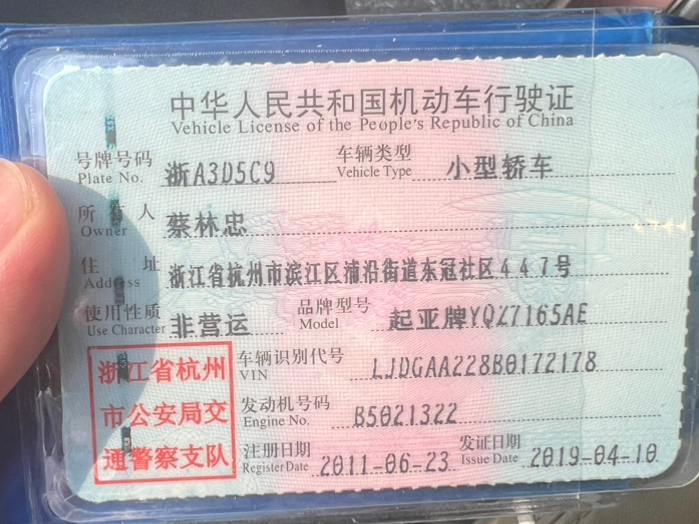 中华人民共和国机动车行驶证
Vehicle License of the People's Republic of China
号牌号码 浙A3D5C9 车辆类型 小型轿车
Plate No. Vehicle Type
所有人 蔡林忠
Owner
住址 浙江省杭州市滨江区浦沿街道东冠社区447号
Address
使用性质 非营运 品牌型号 起亚牌YQZ7165AE
Use Character Model
浙江省杭州
市公安局交
通警察支队
车辆识别代号 LJDGAA228B0172178
VIN
发动机号码 B5021322
Engine No.
注册日期 2011-06-23 发证日期 2019-04-10
Register Date Issue Date